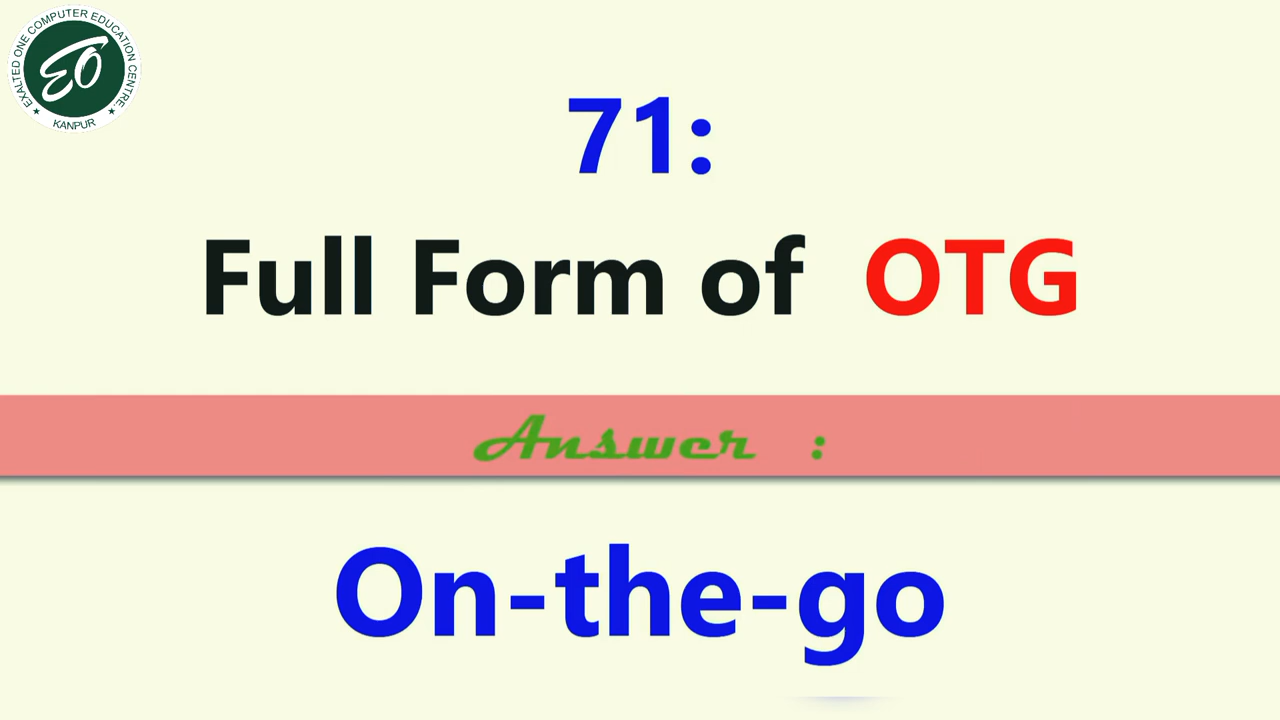 EXALTED ONE COMPUTER EDUCATION CENTRE
EO
★ KANPUR ★
71:
Full Form of OTG
Answer :
On-the-go